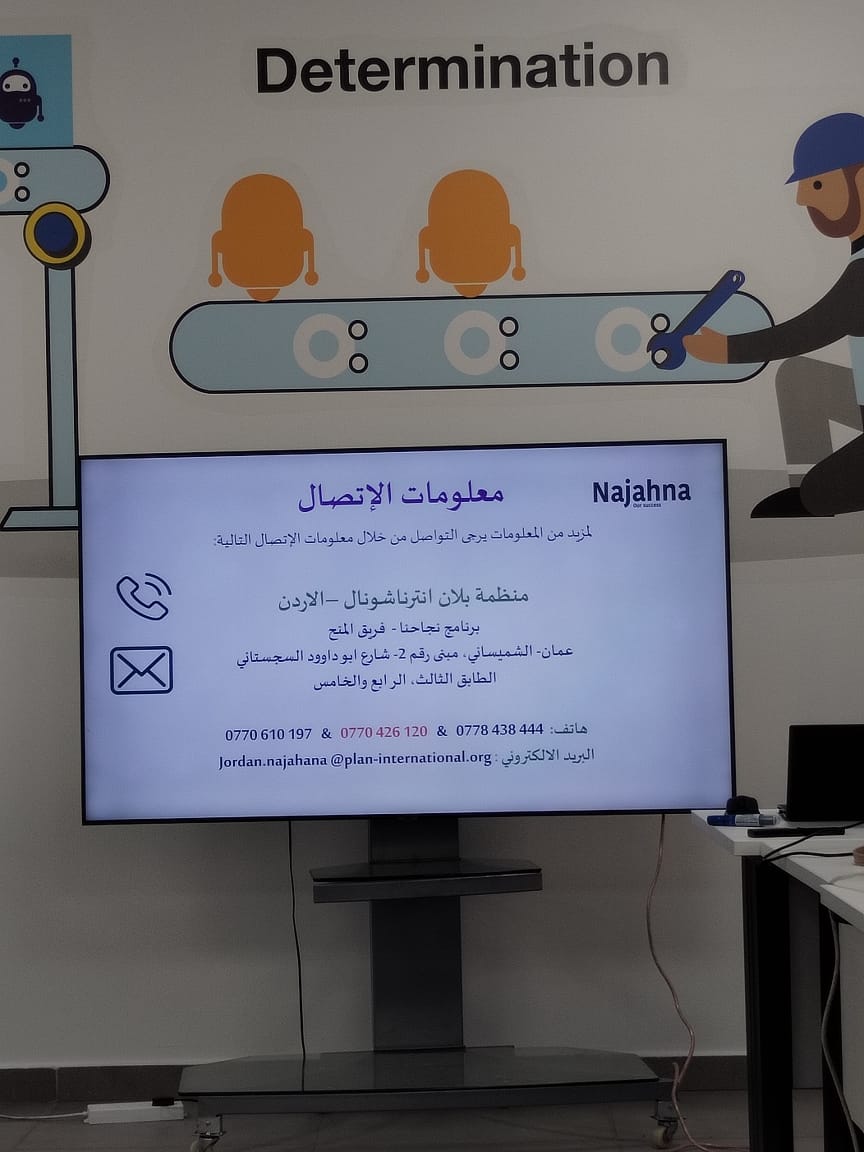 Determination
معلومات الإتصال
Najahna
Our success
لمزيد من المعلومات يرجى التواصل من خلال معلومات الإتصال التالية:
منظمة بلان انترناشونال –الاردن
برنامج نجاحنا - فريق المنح
عمان- الشميساني، مبنى رقم 2- شارع ابو داوود السجستاني
الطابق الثالث، الرابع والخامس
هاتف: 0778 438 444 & 0770 426 120 & 0770 610 197
البريد الالكتروني : Jordan.najahana @plan-international.org